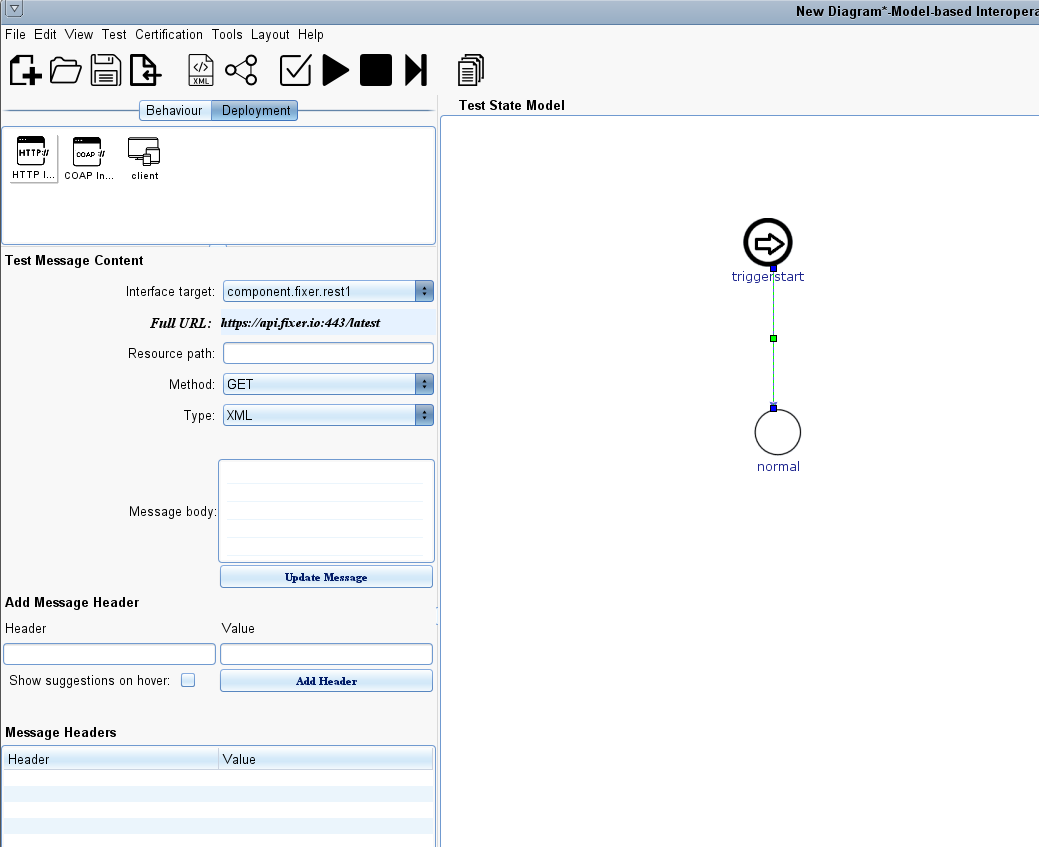 New Diagram*-Model-based Interopera
File Edit View Test Certification Tools Layout Help
XML
Behaviour Deployment
Test State Model
HTTP://
COAP ://
HTTP I... COAP In... client
Test Message Content
Interface target: component.fixer.rest1
Full URL: https://api.fixer.io:443/latest
Resource path:
Method: GET
Type: XML
Message body:
Update Message
Add Message Header
Header Value
Show suggestions on hover:
Add Header
Message Headers
Header Value
triggerstart
normal